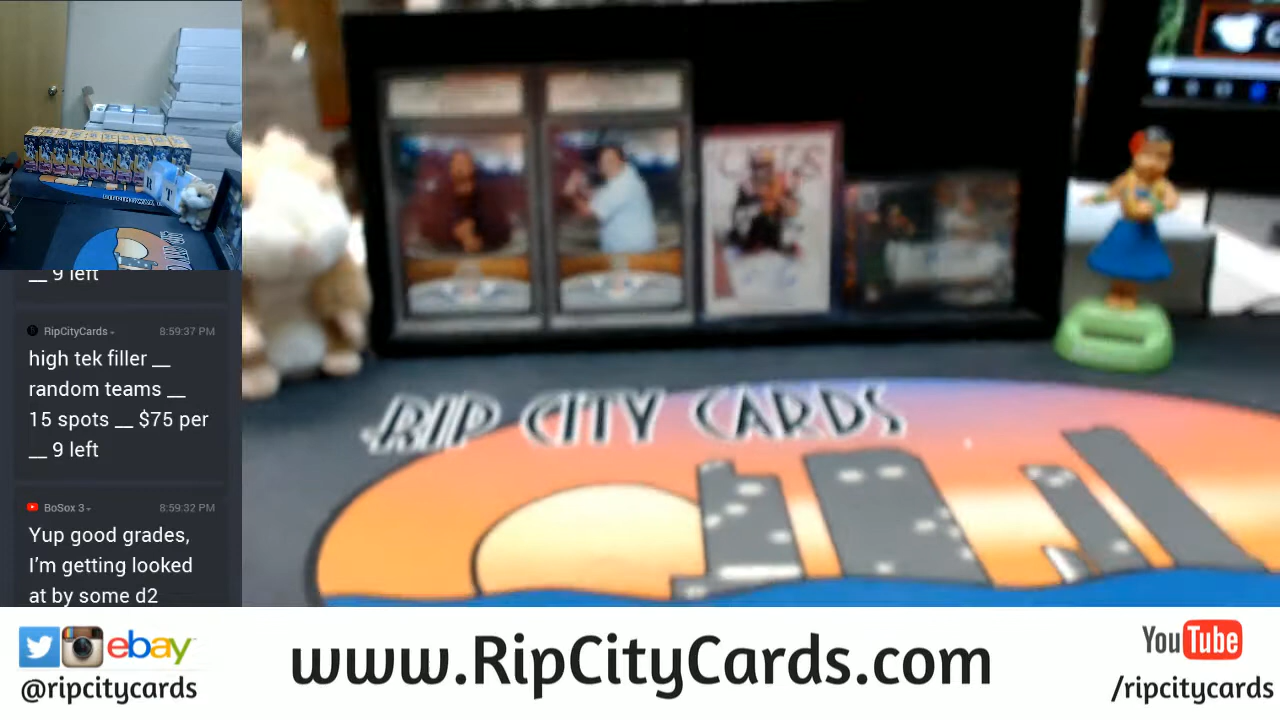 __ 9 left
RipCityCards 8:59:37 PM
high tek filler __
random teams __
15 spots __ $75 per
__ 9 left
BoSox 3 8:59:32 PM
Yup good grades,
I'm getting looked
at by some d2
RIP CITY CARDS
ebay
@ripcitycards
www.RipCityCards.com
YouTube
/ripcitycards